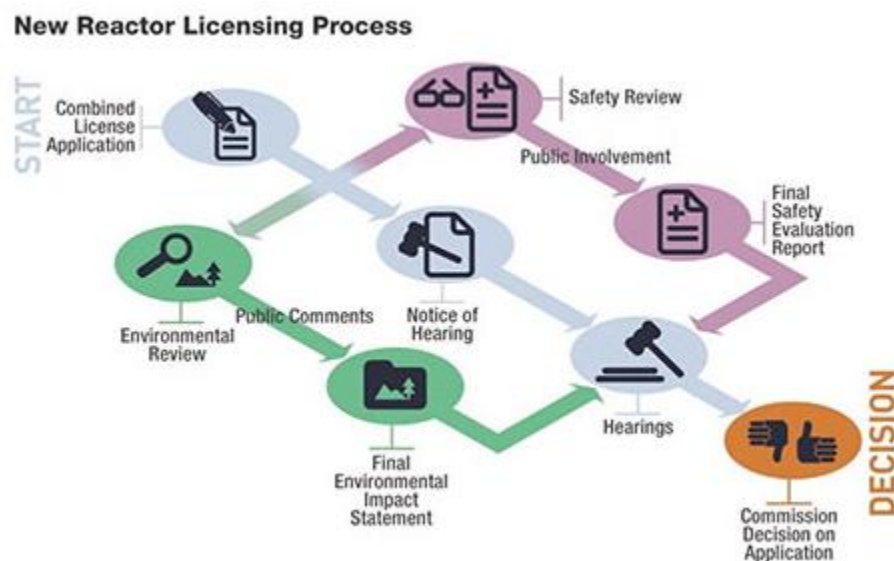 New Reactor Licensing Process
START
Combined
License
Application
Safety Review
Public Involvement
Final
Safety
Evaluation
Report
Environmental
Review
Public Comments
Notice of
Hearing
Final
Environmental
Impact
Statement
Hearings
DECISION
Commission
Decision on
Application